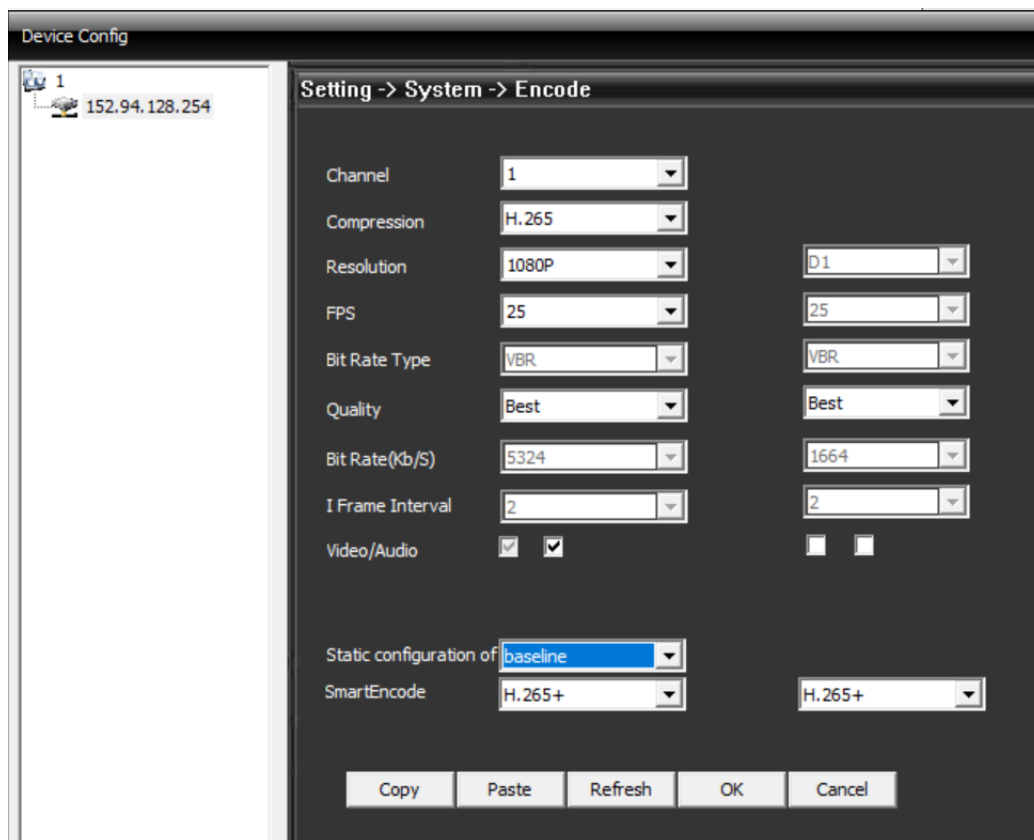 Device Config
1
152.94.128.254
Setting -> System -> Encode
Channel 1
Compression H.265
Resolution 1080P D1
FPS 25 25
Bit Rate Type VBR VBR
Quality Best Best
Bit Rate(Kb/S) 5324 1664
I Frame Interval 2 2
Video/Audio
Static configuration of baseline
SmartEncode H.265+ H.265+
Copy Paste Refresh OK Cancel